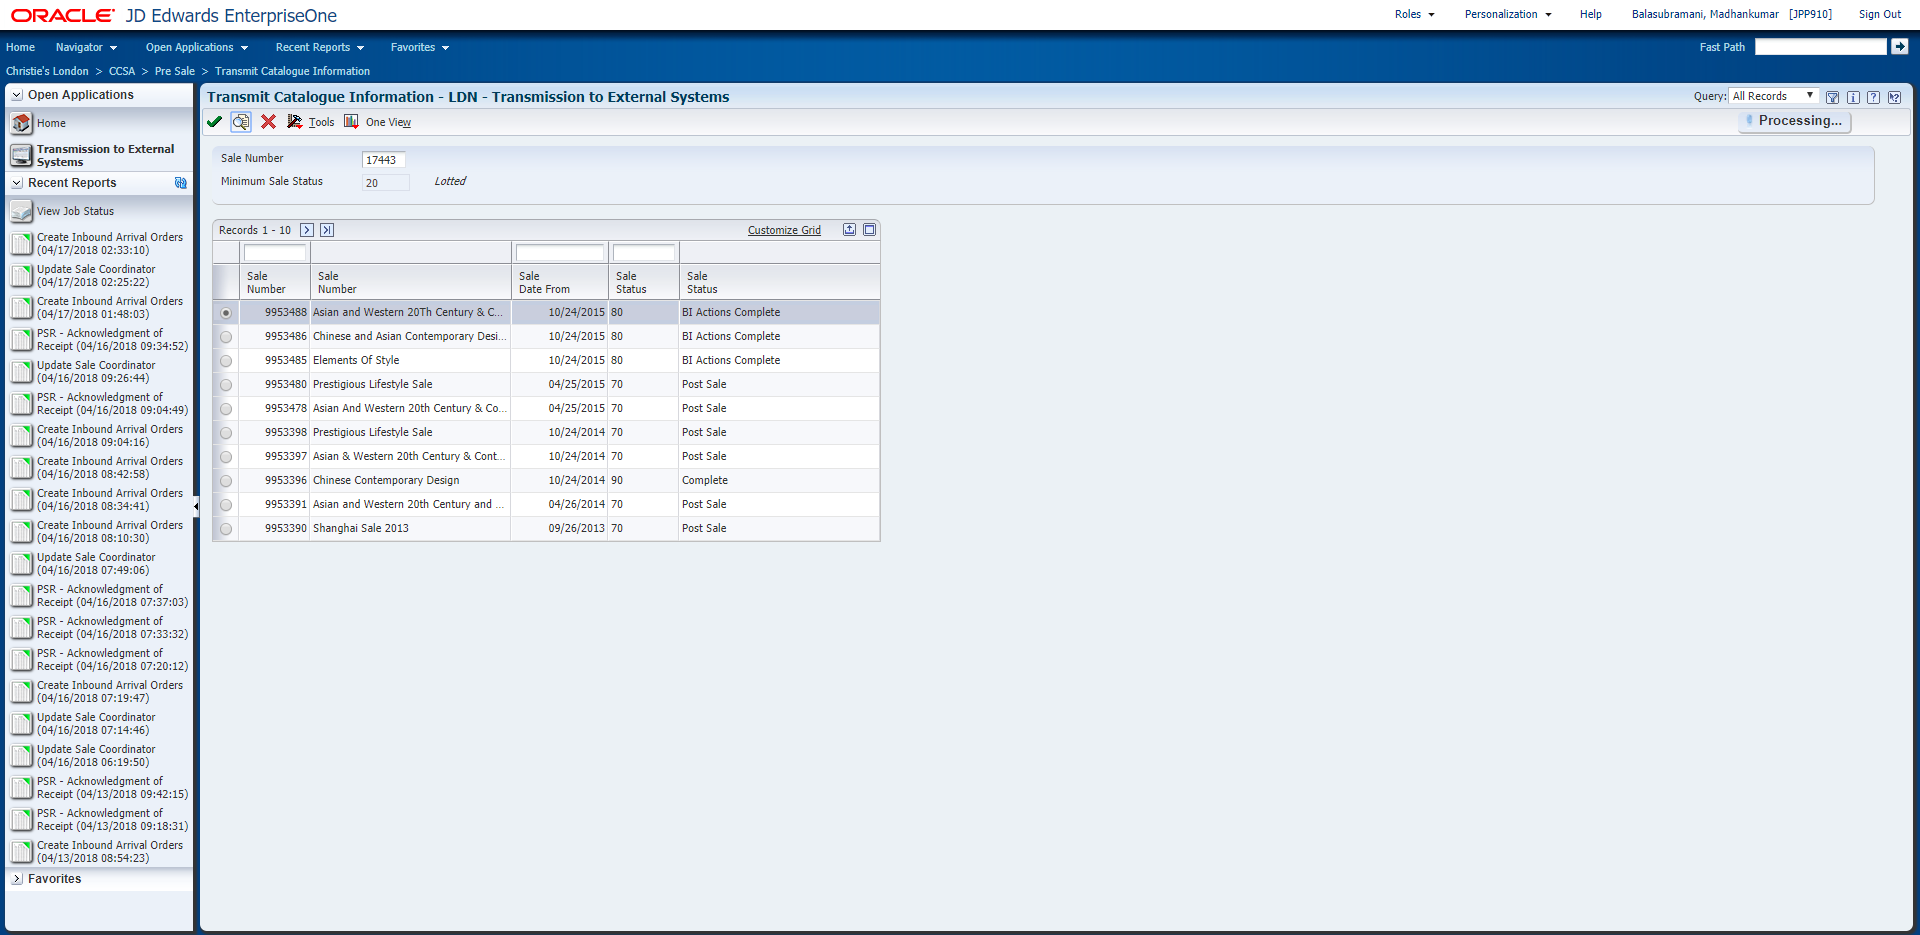 ORACLE JD Edwards EnterpriseOne
Roles Personalization Help Balasubramani, Madhankumar [JPP910] Sign Out
Home Navigator Open Applications Recent Reports Favorites Fast Path
Christie's London > CCSA > Pre Sale > Transmit Catalogue Information
Open Applications
Home
Transmission to External
Systems
Recent Reports
View Job Status
Create Inbound Arrival Orders
(04/17/2018 02:33:10)
Update Sale Coordinator
(04/17/2018 02:25:22)
Create Inbound Arrival Orders
(04/17/2018 01:48:03)
PSR - Acknowledgment of
Receipt (04/16/2018 09:34:52)
Update Sale Coordinator
(04/16/2018 09:26:44)
PSR - Acknowledgment of
Receipt (04/16/2018 09:04:49)
Create Inbound Arrival Orders
(04/16/2018 09:04:16)
Create Inbound Arrival Orders
(04/16/2018 08:42:58)
Create Inbound Arrival Orders
(04/16/2018 08:34:41)
Create Inbound Arrival Orders
(04/16/2018 08:10:30)
Update Sale Coordinator
(04/16/2018 07:49:06)
PSR - Acknowledgment of
Receipt (04/16/2018 07:37:03)
PSR - Acknowledgment of
Receipt (04/16/2018 07:33:32)
PSR - Acknowledgment of
Receipt (04/16/2018 07:20:12)
Create Inbound Arrival Orders
(04/16/2018 07:19:47)
Update Sale Coordinator
(04/16/2018 07:14:46)
Update Sale Coordinator
(04/16/2018 06:19:50)
PSR - Acknowledgment of
Receipt (04/13/2018 09:42:15)
PSR - Acknowledgment of
Receipt (04/13/2018 09:18:31)
Create Inbound Arrival Orders
(04/13/2018 08:54:23)
Favorites
Transmit Catalogue Information - LDN - Transmission to External Systems
Query: All Records
Tools One View
Processing...
Sale Number 17443
Minimum Sale Status 20 Lotted
Records 1 - 10 Customize Grid
Sale Sale Sale Sale Sale
Number Number Date From Status Status
9953488 Asian and Western 20Th Century & C... 10/24/2015 80 BI Actions Complete
9953486 Chinese and Asian Contemporary Desi... 10/24/2015 80 BI Actions Complete
9953485 Elements Of Style 10/24/2015 80 BI Actions Complete
9953480 Prestigious Lifestyle Sale 04/25/2015 70 Post Sale
9953478 Asian And Western 20th Century & Co... 04/25/2015 70 Post Sale
9953398 Prestigious Lifestyle Sale 10/24/2014 70 Post Sale
9953397 Asian & Western 20th Century & Cont... 10/24/2014 70 Post Sale
9953396 Chinese Contemporary Design 10/24/2014 90 Complete
9953391 Asian and Western 20th Century and ... 04/26/2014 70 Post Sale
9953390 Shanghai Sale 2013 09/26/2013 70 Post Sale